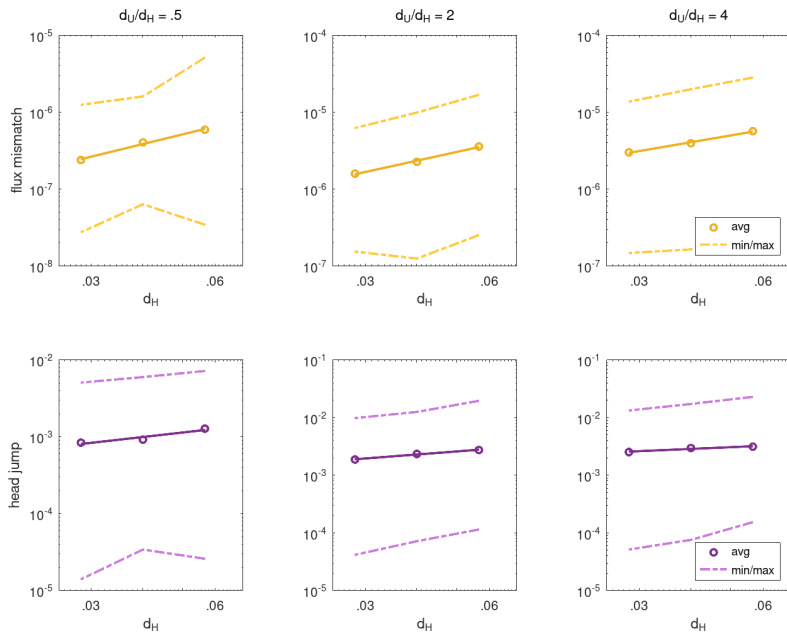 d_U/d_H = .5
d_U/d_H = 2
d_U/d_H = 4
flux mismatch
10^-5
10^-6
10^-7
10^-8
.03
.06
d_H
10^-4
10^-5
10^-6
10^-7
.03
.06
d_H
10^-4
10^-5
10^-6
10^-7
avg
min/max
.03
.06
d_H
head jump
10^-2
10^-3
10^-4
10^-5
.03
.06
d_H
10^-1
10^-2
10^-3
10^-4
10^-5
.03
.06
d_H
10^-1
10^-2
10^-3
10^-4
10^-5
avg
min/max
.03
.06
d_H